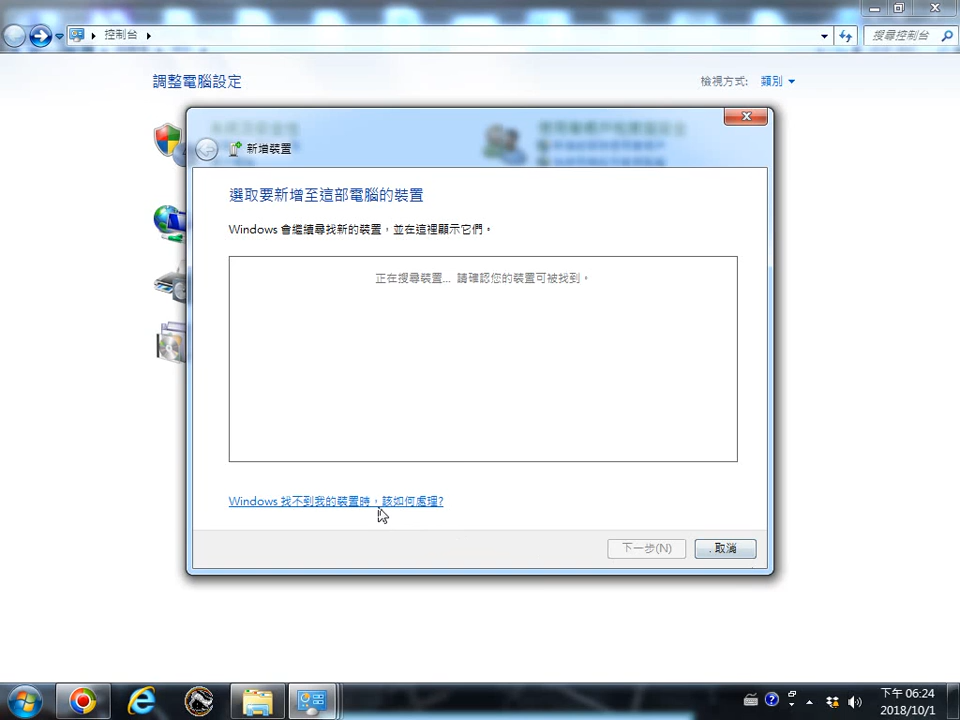 控制台
搜尋控制台
調整電腦設定
檢視方式: 類別
新增裝置
選取要新增至這部電腦的裝置
Windows 會繼續尋找新的裝置，並在這裡顯示它們。
正在搜尋裝置... 請確認您的裝置可被找到。
Windows 找不到我的裝置時，該如何處理?
下一步(N)
取消
下午 06:24
2018/10/1